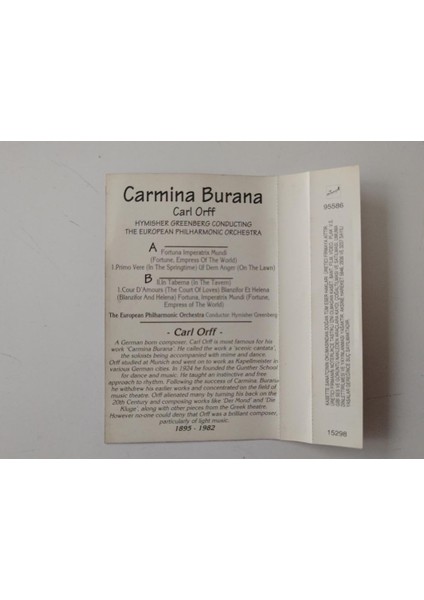 Carmina Burana
Carl Orff
HYMISHER GREENBERG CONDUCTING
THE EUROPEAN PHILHARMONIC ORCHESTRA
A
Fortuna Imperatrix Mundi
(Fortune, Empress Of The World)
I.Primo Vere (In The Springtime) Uf Dem Anger (On The Lawn)
B
II.In Taberna (In The Tavern)
I.Cour D'Amours (The Court Of Loves) Blanzifor Et Helena
(Blanzifor And Helena) Fortuna, Imperatrix Mundi (Fortune,
Empress of The World)
The European Philharmonic Orchestra Conductor: Hymisher Greenberg
- Carl Orff -
A German born composer, Carl Orff is most famous for his
work 'Carmina Burana'. He called the work a 'scenic cantata',
the soloists being accompanied with mime and dance.
Orff studied at Munich and went on to work as Kapellmeister in
various German cities. In 1924 he founded the Gunther School
for dance and music. He taught an instinctive and free
approach to rhythm. Following the success of Carmina, Burana-
he withdrew his earlier works and concentrated on the field of
music theatre. Orff alienated many by turning his back on the
20th Century and composing works like 'Der Mond' and 'Die
Kluge', along with other pieces from the Greek theatre.
However no-one could deny that Orff was a brilliant composer,
particularly of light music.
1895 - 1982
95586
15298